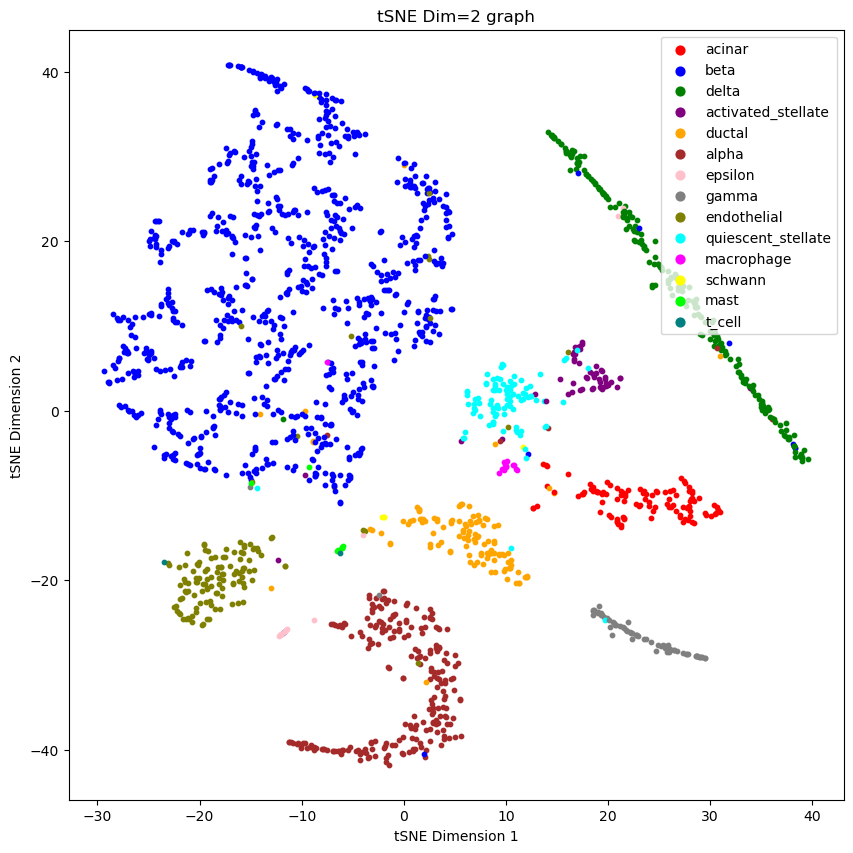 tSNE Dim=2 graph
acinar
beta
delta
activated_stellate
ductal
alpha
epsilon
gamma
endothelial
quiescent_stellate
macrophage
schwann
mast
t_cell
40
20
0
−20
−40
tSNE Dimension 2
−30 −20 −10 0 10 20 30 40
tSNE Dimension 1